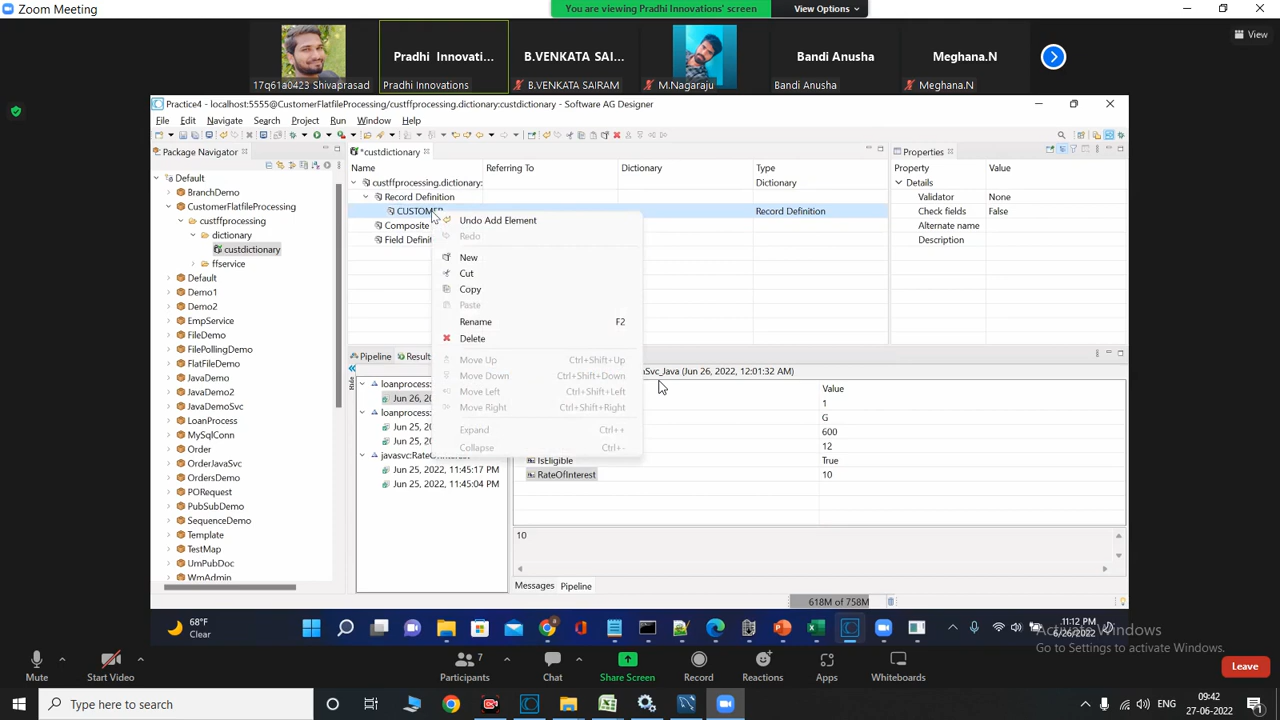 Zoom Meeting
You are viewing Pradhi Innovations' screen
View Options
View
Pradhi Innovati...
B.VENKATA SAI...
Bandi Anusha
Meghana.N
17q61a0423 Shivaprasad
Pradhi Innovations
B.VENKATA SAIRAM
M.Nagaraju
Bandi Anusha
Meghana.N
Practice4 - localhost:5555@CustomerFlatfileProcessing/custffprocessing.dictionary:custdictionary - Software AG Designer
File Edit Navigate Search Project Run Window Help
Package Navigator
*custdictionary
Properties
Name Referring To Dictionary Type
Property Value
Default
BranchDemo
CustomerFlatfileProcessing
custffprocessing
dictionary
custdictionary
ffservice
Default
Demo1
Demo2
EmpService
FileDemo
FilePollingDemo
FlatFileDemo
JavaDemo
JavaDemo2
JavaDemoSvc
LoanProcess
MySqlConn
Order
OrderJavaSvc
OrdersDemo
PORequest
PubSubDemo
SequenceDemo
Template
TestMap
UmPubDoc
WmAdmin
custffprocessing.dictionary: Dictionary
Record Definition
CUSTOMER Record Definition
Composite
Field Defini
Details
Validator None
Check fields False
Alternate name
Description
Undo Add Element
Redo
New
Cut
Copy
Paste
Rename F2
Delete
Move Up Ctrl+Shift+Up
Move Down Ctrl+Shift+Down
Move Left Ctrl+Shift+Left
Move Right Ctrl+Shift+Right
Expand Ctrl++
Collapse Ctrl+-
Pipeline Result
Svc_Java (Jun 26, 2022, 12:01:32 AM)
Hide
loanprocess:
Jun 26, 20
loanprocess:
Jun 25, 20
Jun 25, 20
javasvc:RateOfInterest
Jun 25, 2022, 11:45:17 PM
Jun 25, 2022, 11:45:04 PM
Value
1
G
600
12
IsEligible True
RateOfInterest 10
10
Messages Pipeline
618M of 758M
68°F
Clear
11:12 PM
6/26/2022
Activate Windows
Go to Settings to activate Windows.
Mute
Start Video
Participants 7
Chat
Share Screen
Record
Reactions
Apps
Whiteboards
Leave
Type here to search
ENG
09:42
27-06-2022
1